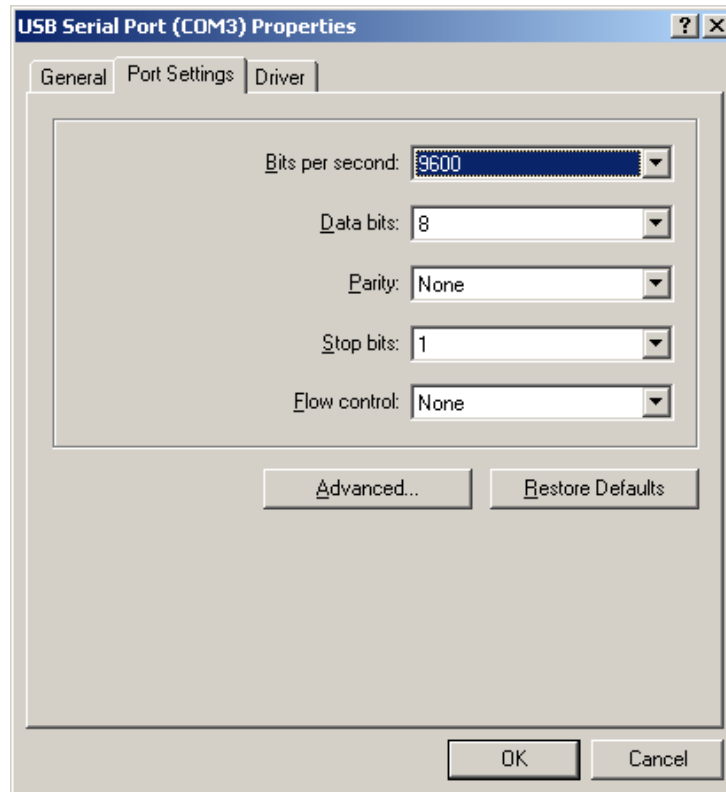 USB Serial Port (COM3) Properties ?
General Port Settings Driver
Bits per second: 9600
Data bits: 8
Parity: None
Stop bits: 1
Flow control: None
Advanced... Restore Defaults
OK Cancel